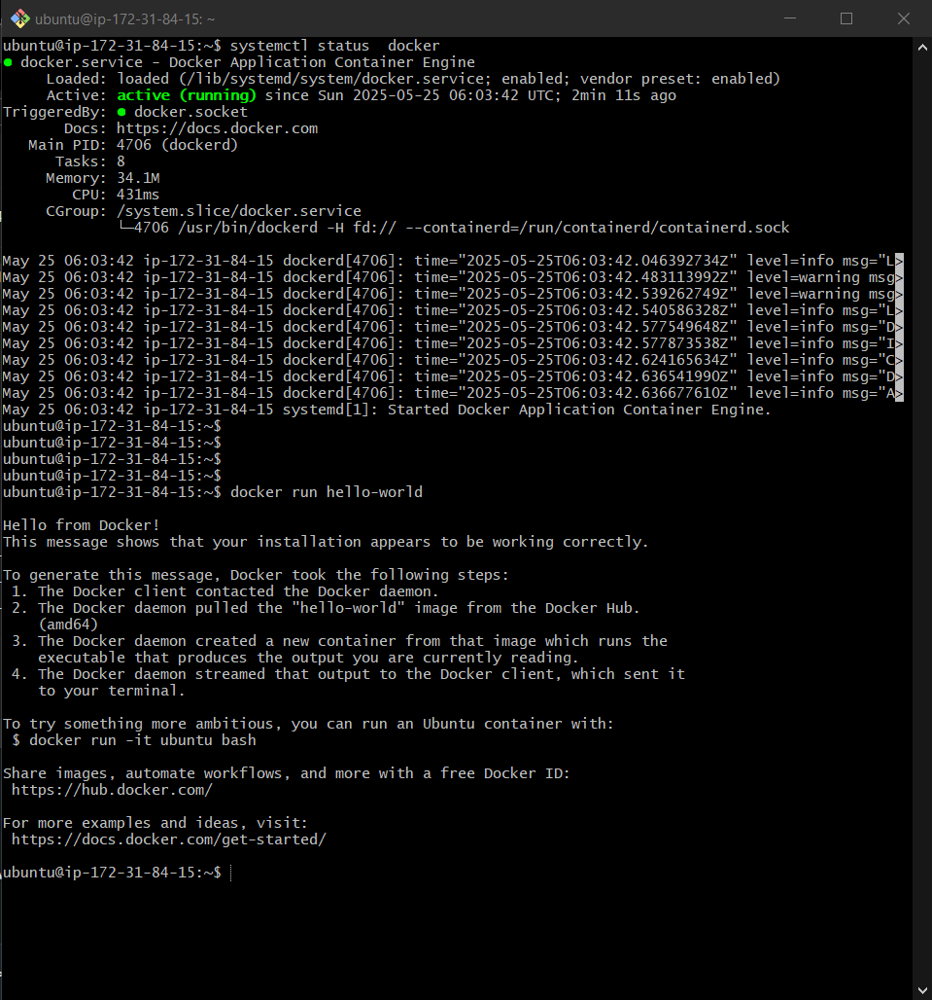 ubuntu@ip-172-31-84-15: ~
ubuntu@ip-172-31-84-15:~$ systemctl status  docker
● docker.service - Docker Application Container Engine
     Loaded: loaded (/lib/systemd/system/docker.service; enabled; vendor preset: enabled)
     Active: active (running) since Sun 2025-05-25 06:03:42 UTC; 2min 11s ago
TriggeredBy: ● docker.socket
       Docs: https://docs.docker.com
   Main PID: 4706 (dockerd)
      Tasks: 8
     Memory: 34.1M
        CPU: 431ms
     CGroup: /system.slice/docker.service
             └─4706 /usr/bin/dockerd -H fd:// --containerd=/run/containerd/containerd.sock

May 25 06:03:42 ip-172-31-84-15 dockerd[4706]: time="2025-05-25T06:03:42.046392734Z" level=info msg="L>
May 25 06:03:42 ip-172-31-84-15 dockerd[4706]: time="2025-05-25T06:03:42.483113992Z" level=warning msg>
May 25 06:03:42 ip-172-31-84-15 dockerd[4706]: time="2025-05-25T06:03:42.539262749Z" level=warning msg>
May 25 06:03:42 ip-172-31-84-15 dockerd[4706]: time="2025-05-25T06:03:42.540586328Z" level=info msg="L>
May 25 06:03:42 ip-172-31-84-15 dockerd[4706]: time="2025-05-25T06:03:42.577549648Z" level=info msg="D>
May 25 06:03:42 ip-172-31-84-15 dockerd[4706]: time="2025-05-25T06:03:42.577873538Z" level=info msg="I>
May 25 06:03:42 ip-172-31-84-15 dockerd[4706]: time="2025-05-25T06:03:42.624165634Z" level=info msg="C>
May 25 06:03:42 ip-172-31-84-15 dockerd[4706]: time="2025-05-25T06:03:42.636541990Z" level=info msg="D>
May 25 06:03:42 ip-172-31-84-15 dockerd[4706]: time="2025-05-25T06:03:42.636677610Z" level=info msg="A>
May 25 06:03:42 ip-172-31-84-15 systemd[1]: Started Docker Application Container Engine.
ubuntu@ip-172-31-84-15:~$
ubuntu@ip-172-31-84-15:~$
ubuntu@ip-172-31-84-15:~$
ubuntu@ip-172-31-84-15:~$
ubuntu@ip-172-31-84-15:~$ docker run hello-world

Hello from Docker!
This message shows that your installation appears to be working correctly.

To generate this message, Docker took the following steps:
 1. The Docker client contacted the Docker daemon.
 2. The Docker daemon pulled the "hello-world" image from the Docker Hub.
    (amd64)
 3. The Docker daemon created a new container from that image which runs the
    executable that produces the output you are currently reading.
 4. The Docker daemon streamed that output to the Docker client, which sent it
    to your terminal.

To try something more ambitious, you can run an Ubuntu container with:
 $ docker run -it ubuntu bash

Share images, automate workflows, and more with a free Docker ID:
 https://hub.docker.com/

For more examples and ideas, visit:
 https://docs.docker.com/get-started/

ubuntu@ip-172-31-84-15:~$